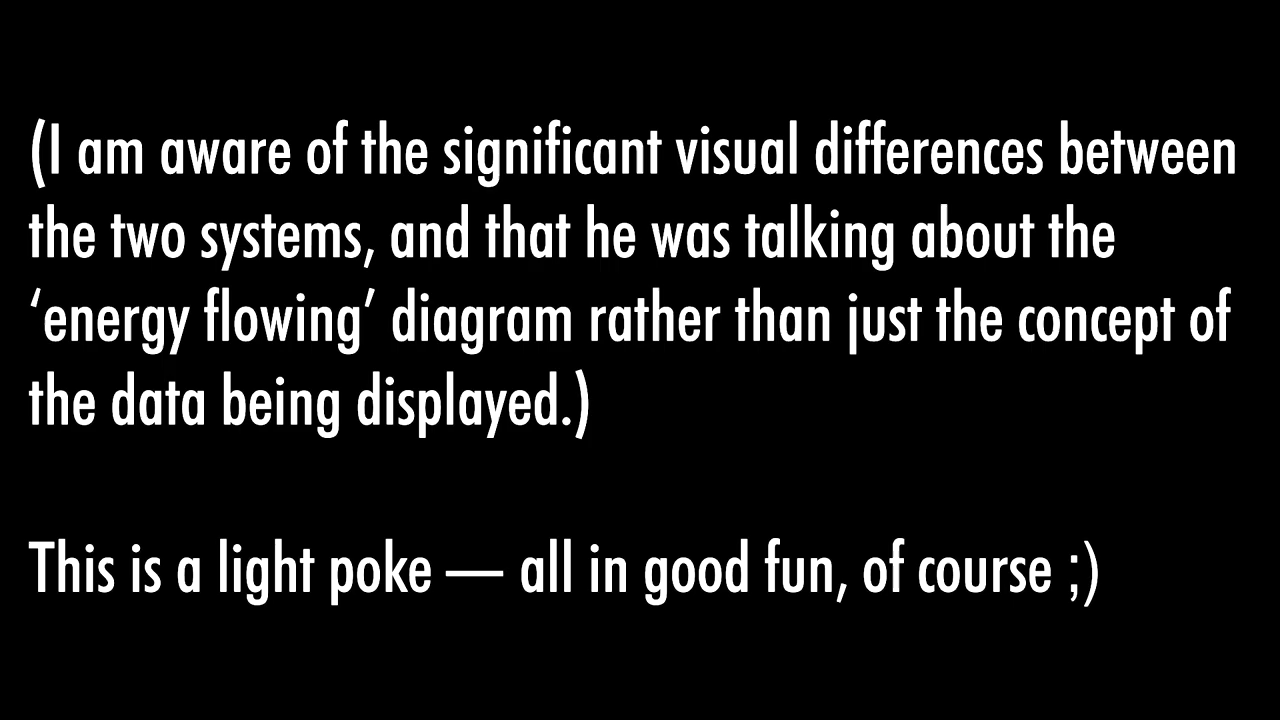 (I am aware of the significant visual differences between
the two systems, and that he was talking about the
‘energy flowing’ diagram rather than just the concept of
the data being displayed.)
This is a light poke — all in good fun, of course ;)